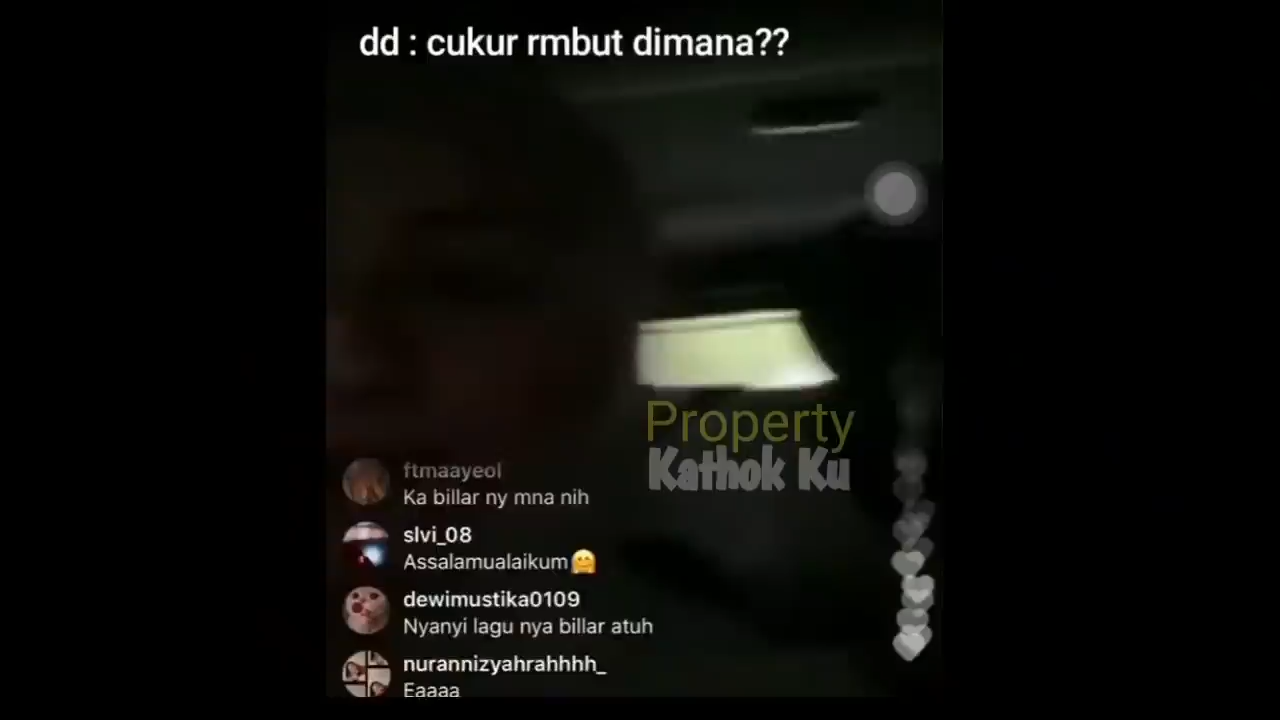 dd : cukur rmbut dimana??
Property
Kathok Ku
ftmaayeol
Ka billar ny mna nih
slvi_08
Assalamualaikum🤗
dewimustika0109
Nyanyi lagu nya billar atuh
nurannizyahrahhhh_
Eaaaa